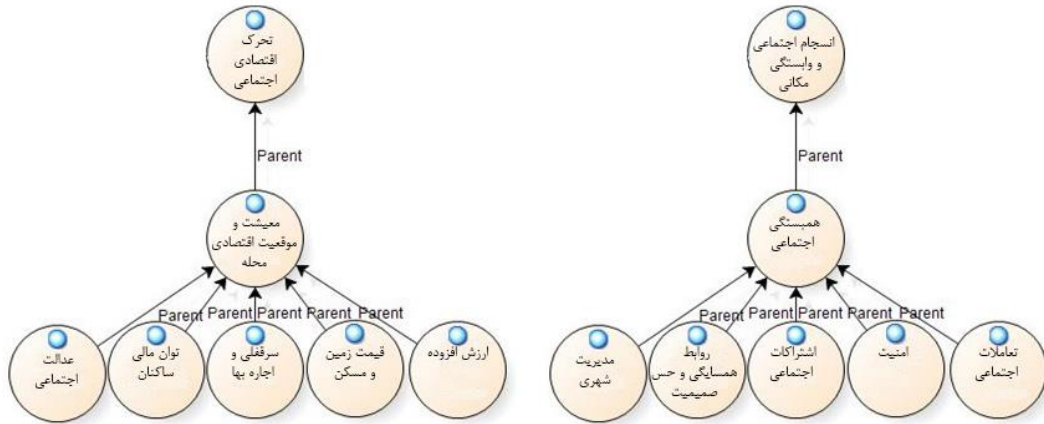 تحرک
اقتصادی
اجتماعی
Parent
معیشت و
موقعیت اقتصادی
محله
Parent
Parent
Parent
Parent
Parent
عدالت
اجتماعی
توان مالی
ساکنان
سرقفلی و
اجاره بها
قیمت زمین
و مسکن
ارزش افزوده
انسجام اجتماعی
و وابستگی
مکانی
Parent
همبستگی
اجتماعی
Parent
Parent
Parent
Parent
Parent
مدیریت
شهری
روابط
همسایگی و حس
صمیمیت
اشتراکات
اجتماعی
امنیت
تعاملات
اجتماعی